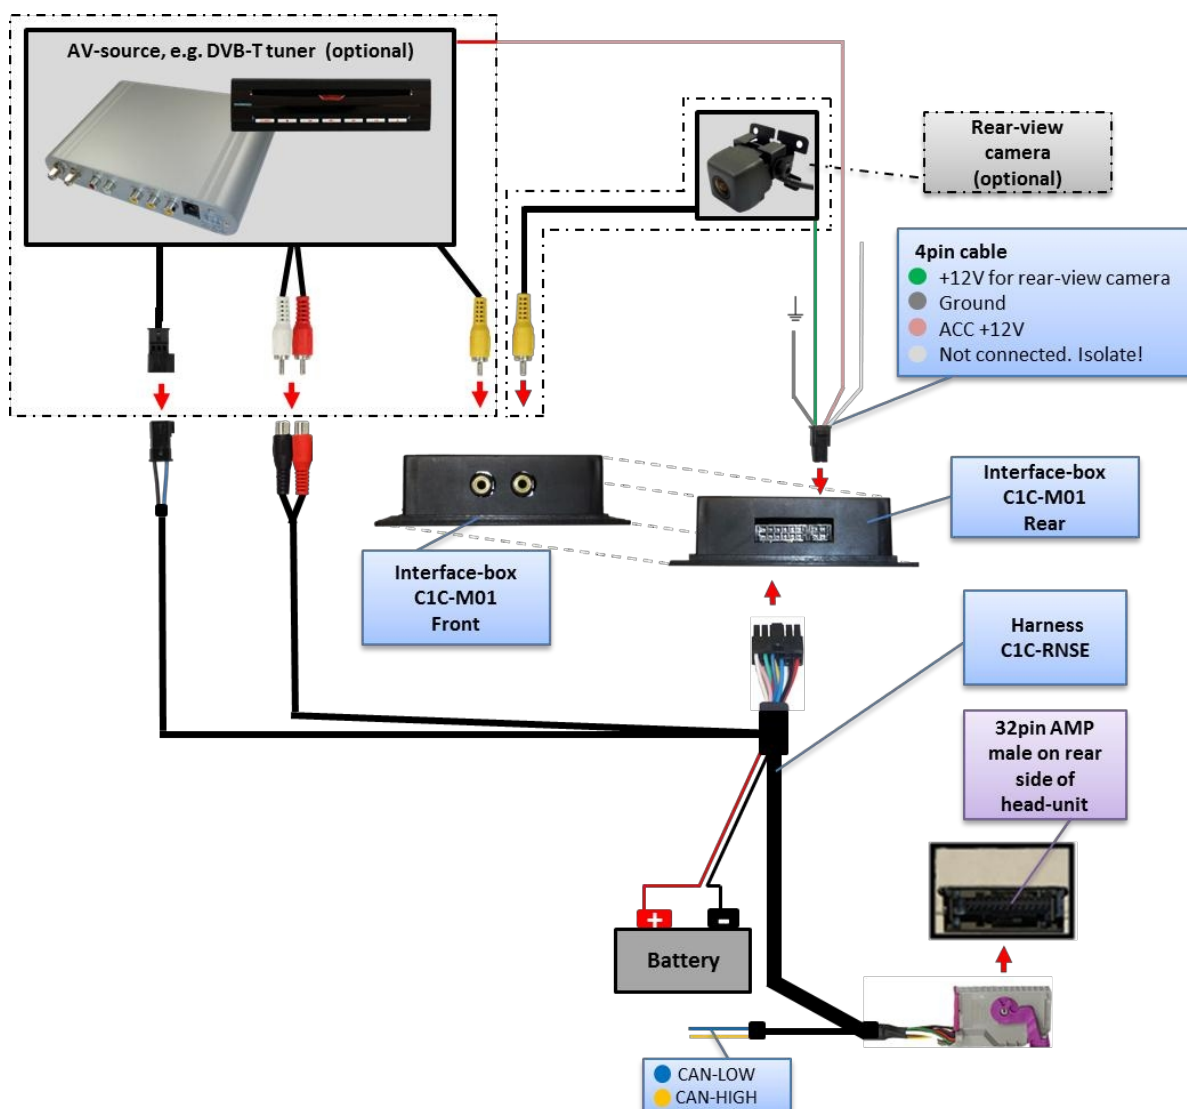 AV-source, e.g. DVB-T tuner (optional)
Rear-view
camera
(optional)
4pin cable
+12V for rear-view camera
Ground
ACC +12V
Not connected. Isolate!
Interface-box
C1C-M01
Rear
Interface-box
C1C-M01
Front
Harness
C1C-RNSE
32pin AMP
male on rear
side of
head-unit
+ -
Battery
CAN-LOW
CAN-HIGH